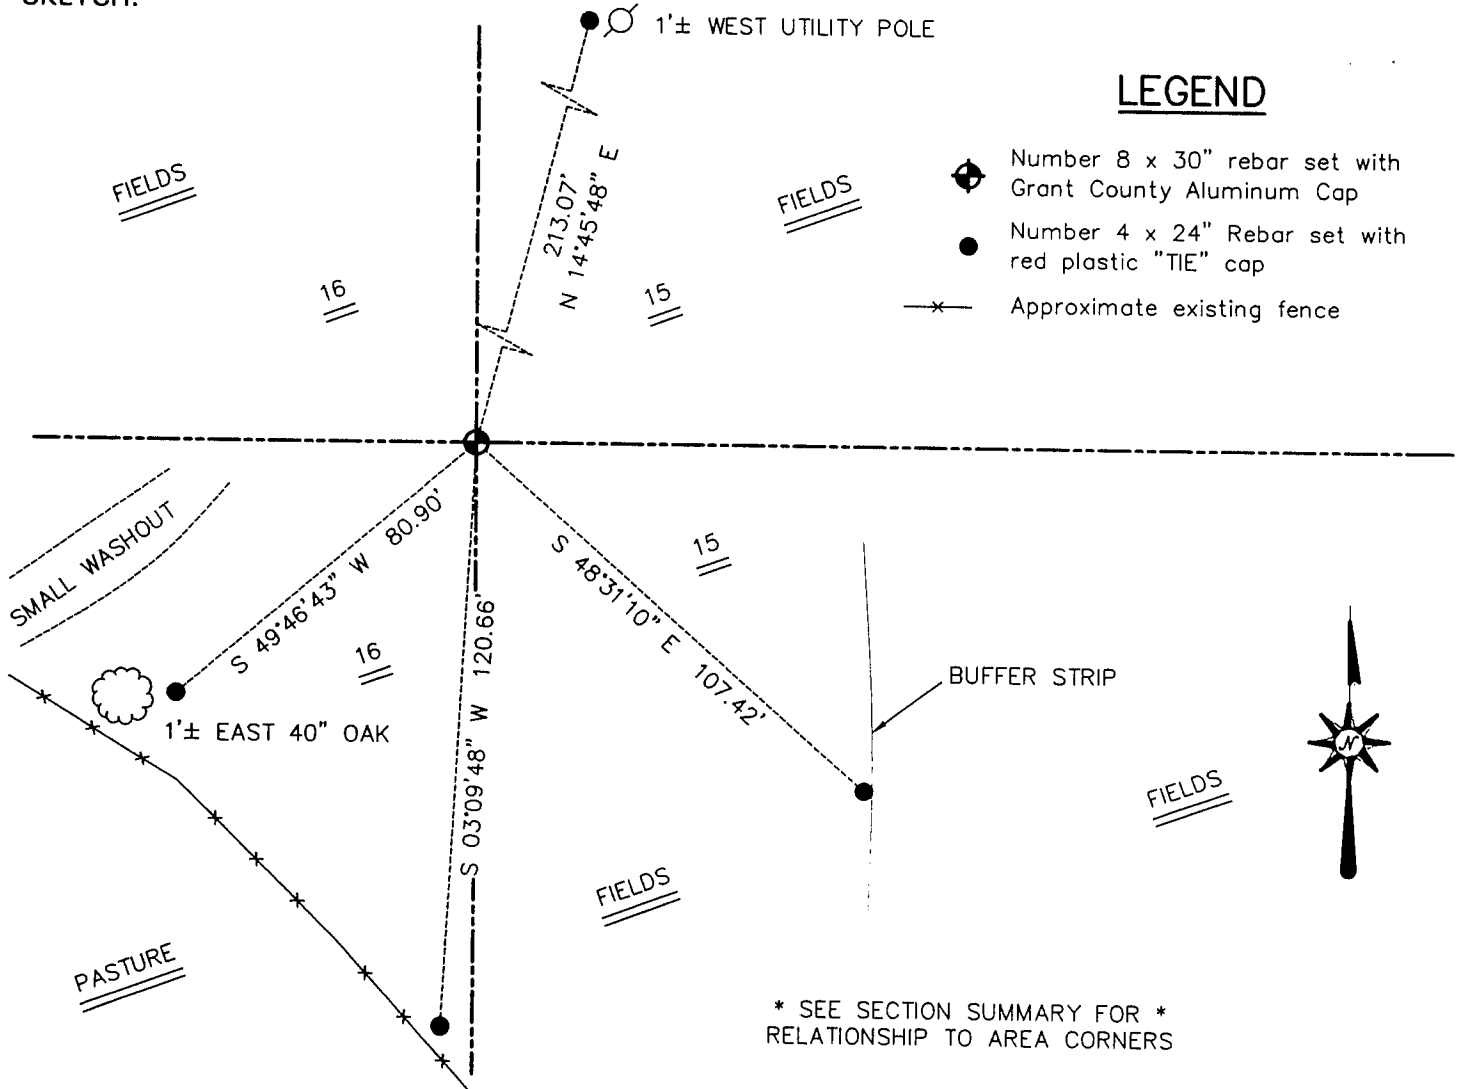 SKETCH:
1'± WEST UTILITY POLE
LEGEND
Number 8 x 30" rebar set with
Grant County Aluminum Cap
Number 4 x 24" Rebar set with
red plastic "TIE" cap
Approximate existing fence
FIELDS
FIELDS
213.07'
N 14°45'48" E
16
15
SMALL WASHOUT
S 49°46'43" W 80.90'
S 03°09'48" W 120.66'
S 48°31'10" E 107.42'
15
16
1'± EAST 40" OAK
BUFFER STRIP
N
FIELDS
FIELDS
PASTURE
* SEE SECTION SUMMARY FOR *
RELATIONSHIP TO AREA CORNERS